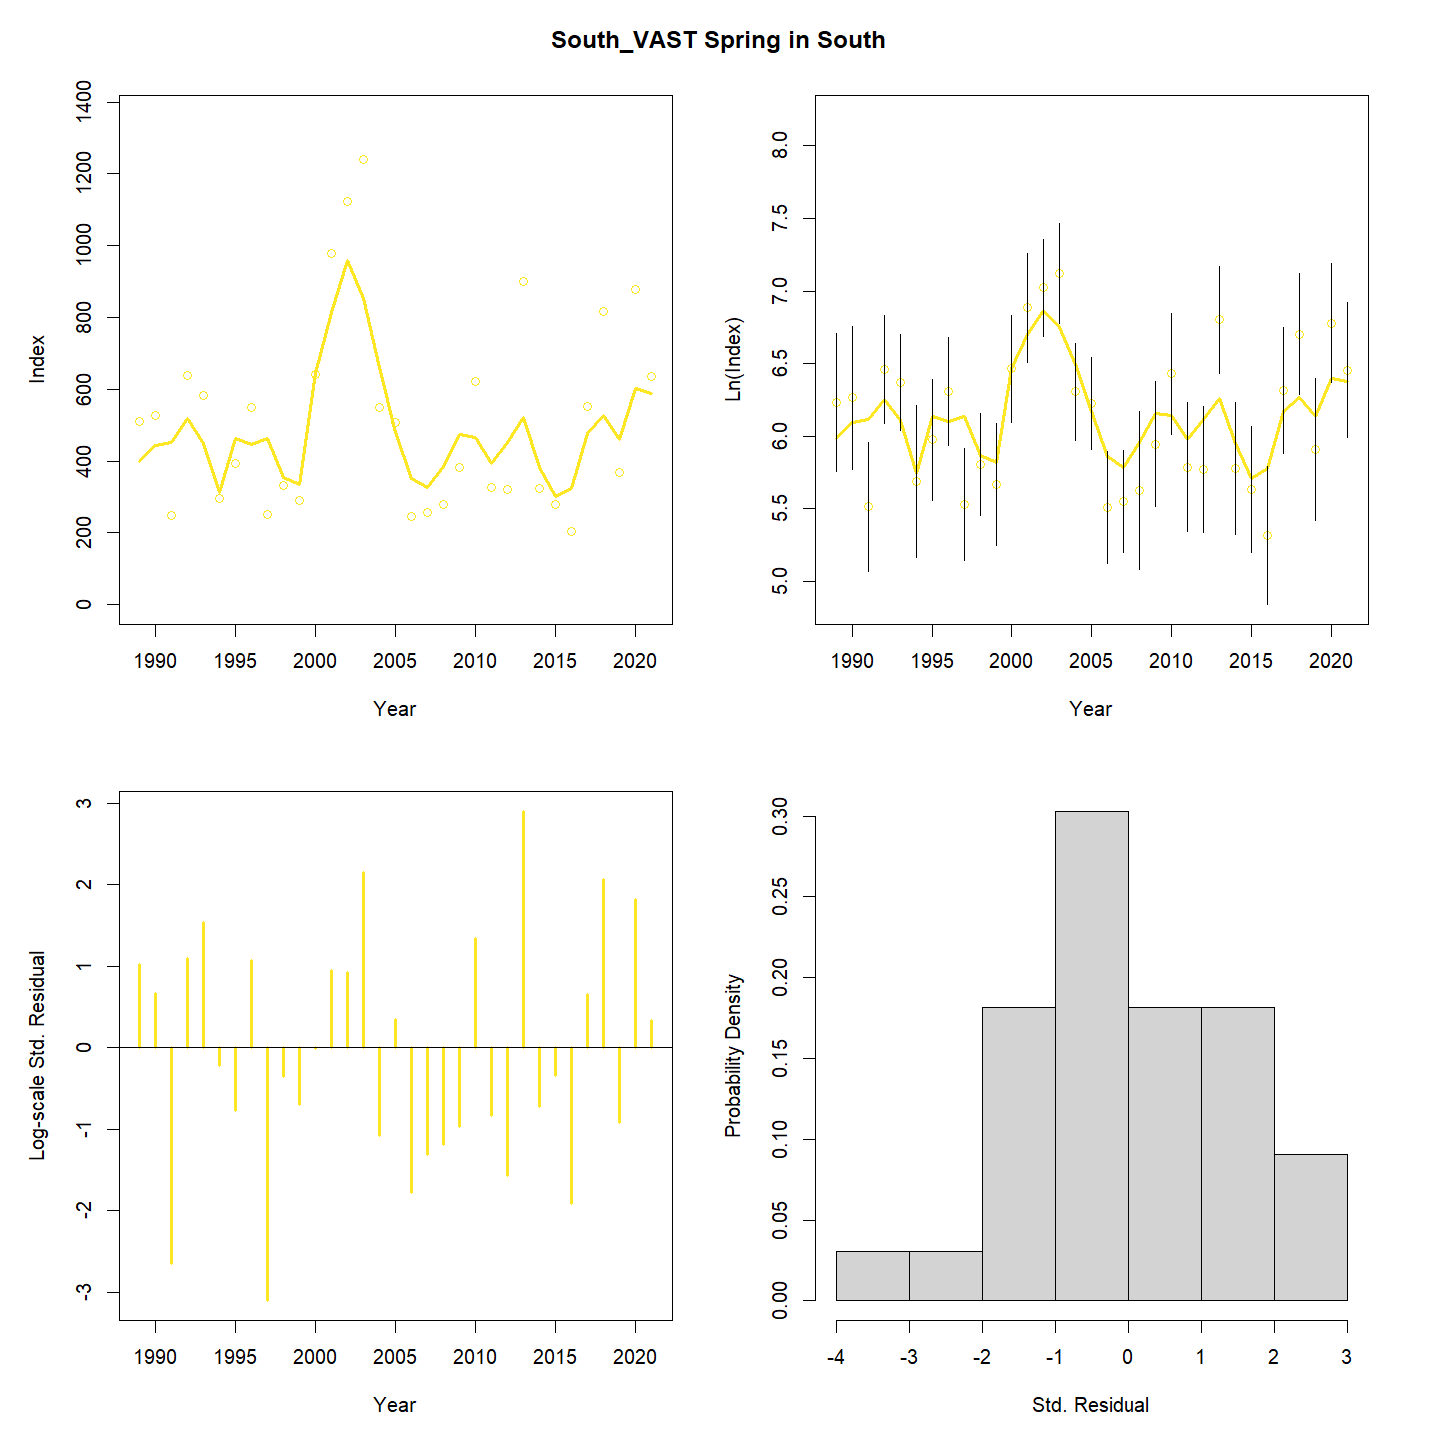 South_VAST Spring in South
Index
0 200 400 600 800 1000 1200 1400
1990 1995 2000 2005 2010 2015 2020
Year
Ln(Index)
5.0 5.5 6.0 6.5 7.0 7.5 8.0
1990 1995 2000 2005 2010 2015 2020
Year
Log-scale Std. Residual
-3 -2 -1 0 1 2 3
1990 1995 2000 2005 2010 2015 2020
Year
Probability Density
0.00 0.05 0.10 0.15 0.20 0.25 0.30
-4 -3 -2 -1 0 1 2 3
Std. Residual